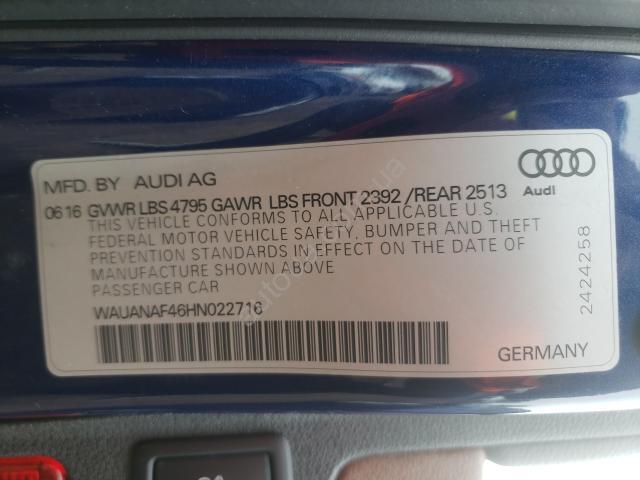 MFD. BY AUDI AG
Audi
06 16 GVWR LBS 4795 GAWR LBS FRONT 2392 /REAR 2513
THIS VEHICLE CONFORMS TO ALL APPLICABLE U.S.
FEDERAL MOTOR VEHICLE SAFETY, BUMPER AND THEFT
PREVENTION STANDARDS IN EFFECT ON THE DATE OF
MANUFACTURE SHOWN ABOVE
PASSENGER CAR
WAUANAF46HN022716
GERMANY
2424258